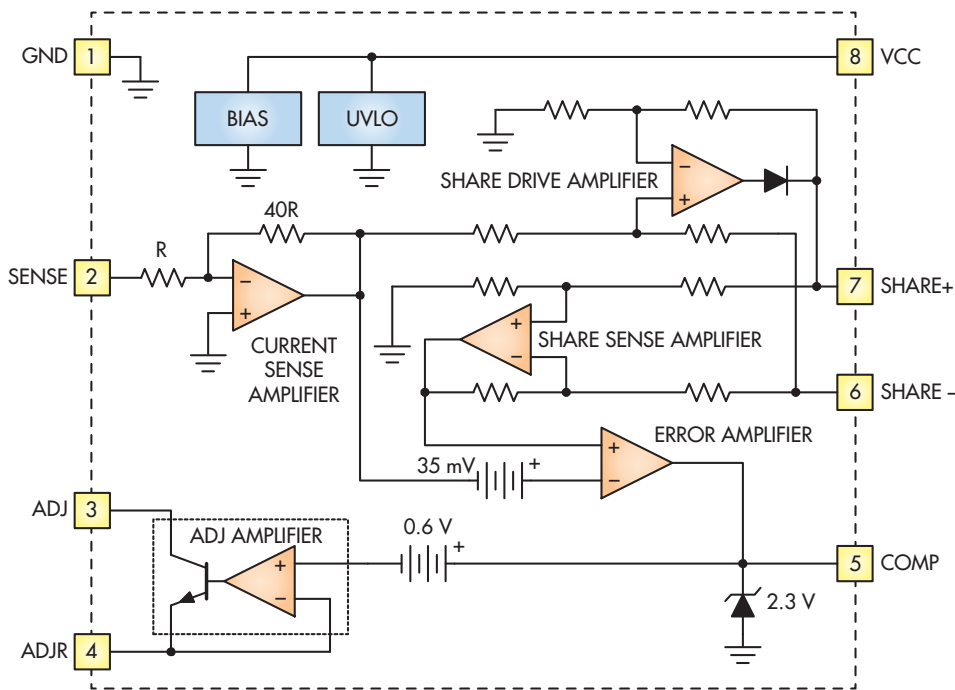 GND 1
8 VCC
BIAS
UVLO
SHARE DRIVE AMPLIFIER
−
+
40R
R
SENSE 2
−
+
CURRENT
SENSE
AMPLIFIER
7 SHARE+
+
−
SHARE SENSE AMPLIFIER
6 SHARE −
ERROR AMPLIFIER
+
−
35 mV
+
ADJ 3
ADJ AMPLIFIER
+
−
0.6 V
+
5 COMP
2.3 V
ADJR 4